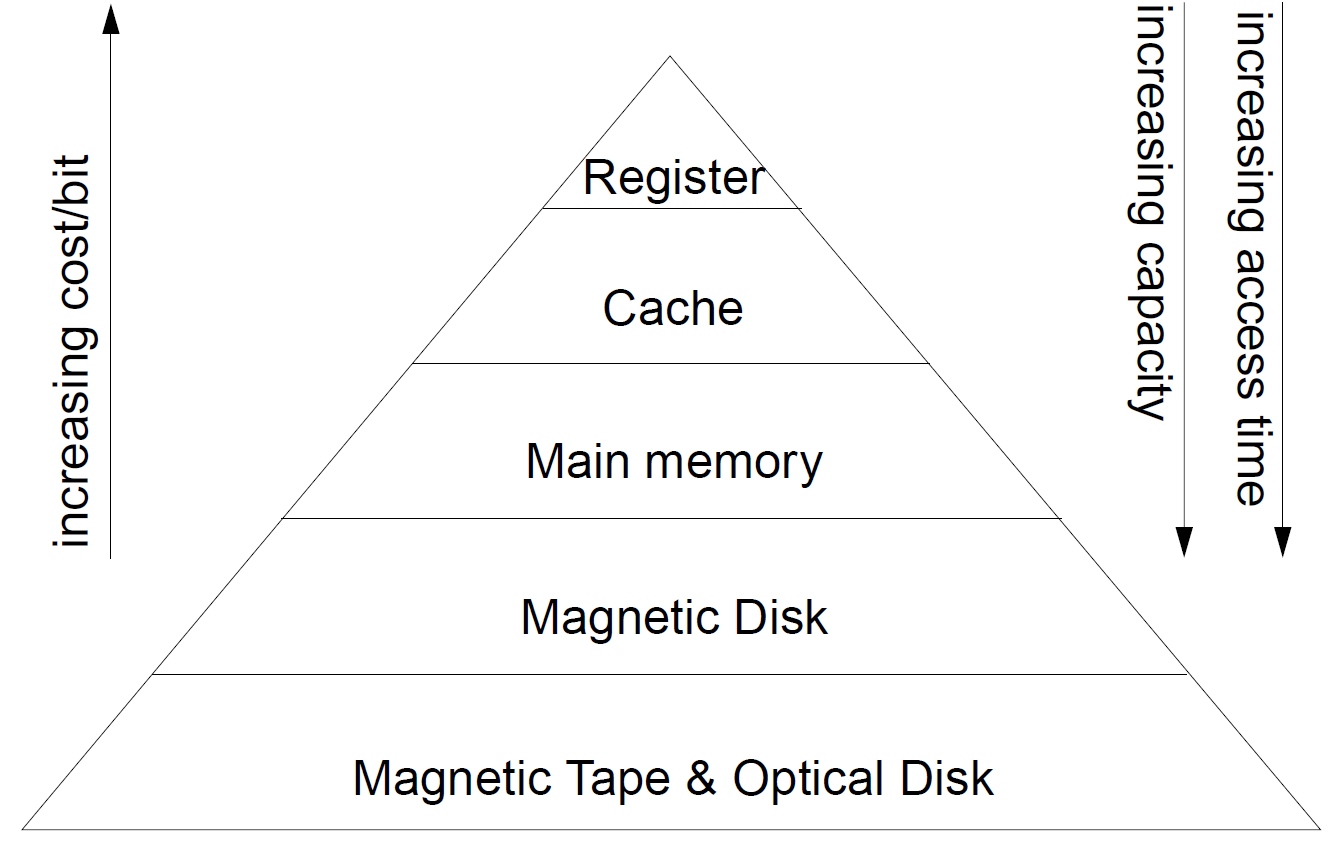 increasing cost/bit
Register
Cache
Main memory
Magnetic Disk
Magnetic Tape & Optical Disk
increasing capacity
increasing access time